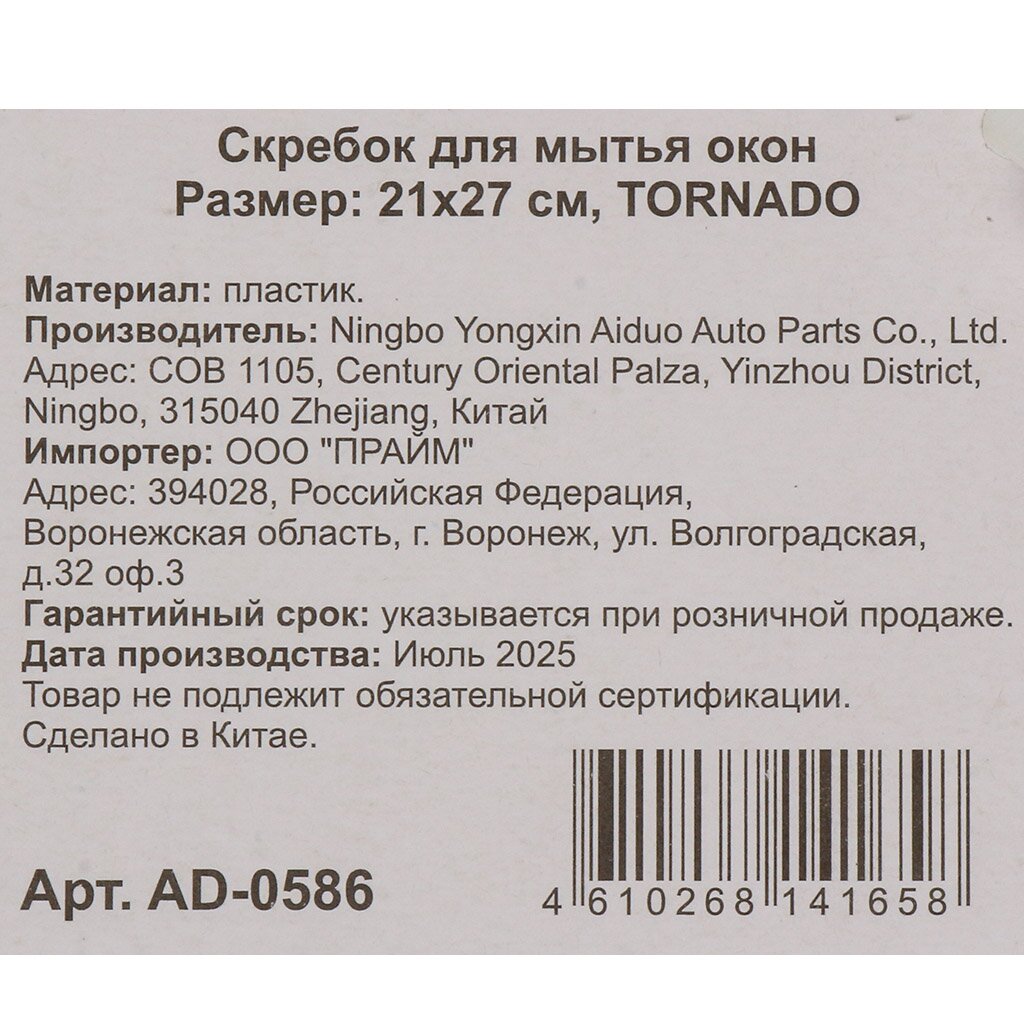 Скребок для мытья окон
Размер: 21х27 см, TORNADO
Материал: пластик.
Производитель: Ningbo Yongxin Aiduo Auto Parts Co., Ltd.
Адрес: COB 1105, Century Oriental Palza, Yinzhou District,
Ningbo, 315040 Zhejiang, Китай
Импортер: ООО "ПРАЙМ"
Адрес: 394028, Российская Федерация,
Воронежская область, г. Воронеж, ул. Волгоградская,
д.32 оф.3
Гарантийный срок: указывается при розничной продаже.
Дата производства: Июль 2025
Товар не подлежит обязательной сертификации.
Сделано в Китае.
Арт. AD-0586
4 610268 141658